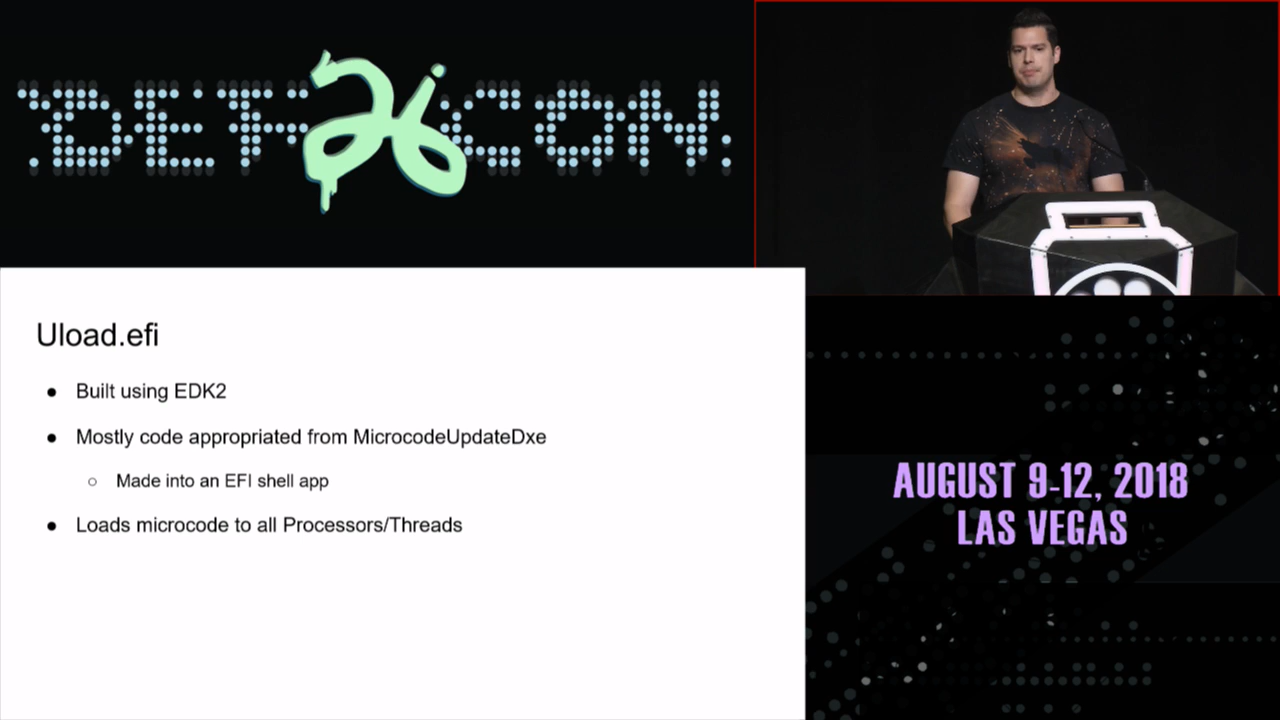 DEF 26 CON
Uload.efi
● Built using EDK2
● Mostly code appropriated from MicrocodeUpdateDxe
○ Made into an EFI shell app
● Loads microcode to all Processors/Threads
AUGUST 9-12, 2018
LAS VEGAS